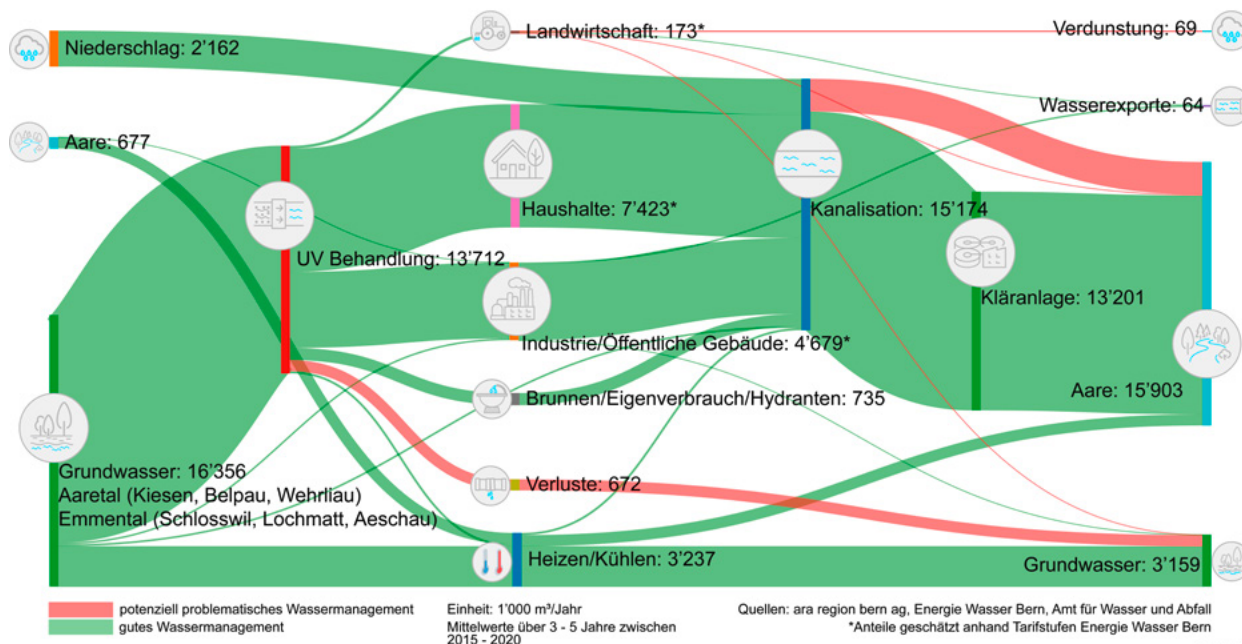 Niederschlag: 2’162
Landwirtschaft: 173*
Verdunstung: 69
Wasserexporte: 64
Aare: 677
Haushalte: 7’423*
Kanalisation: 15’174
UV Behandlung: 13’712
Kläranlage: 13’201
Industrie/Öffentliche Gebäude: 4’679*
Brunnen/Eigenverbrauch/Hydranten: 735
Aare: 15’903
Grundwasser: 16’356
Aaretal (Kiesen, Belpau, Wehrliau)
Emmental (Schlosswil, Lochmatt, Aeschau)
Verluste: 672
Heizen/Kühlen: 3’237
Grundwasser: 3’159
potenziell problematisches Wassermanagement
gutes Wassermanagement
Einheit: 1’000 m³/Jahr
Mittelwerte über 3 - 5 Jahre zwischen
2015 - 2020
Quellen: ara region bern ag, Energie Wasser Bern, Amt für Wasser und Abfall
*Anteile geschätzt anhand Tarifstufen Energie Wasser Bern